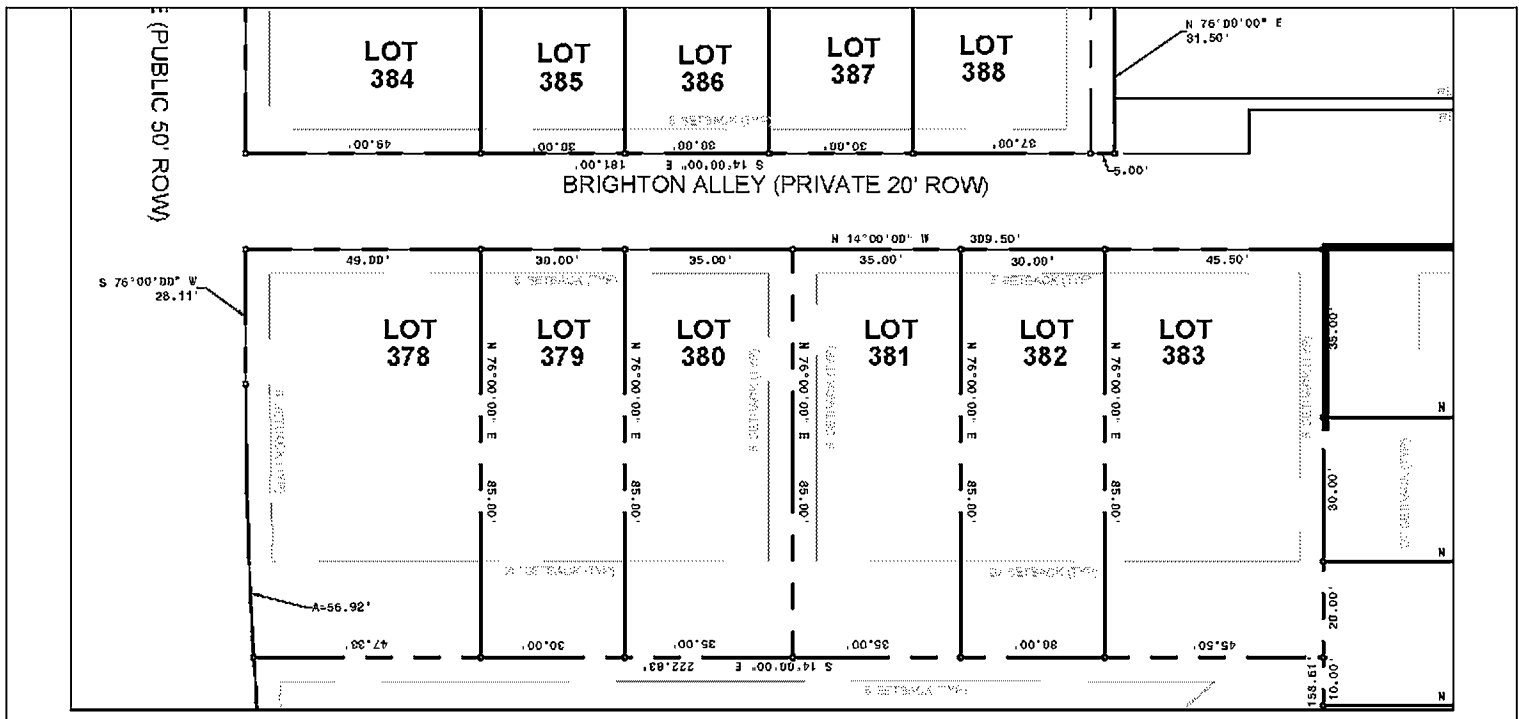 E (PUBLIC 50' ROW)
LOT
384
LOT
385
LOT
386
LOT
387
LOT
388
N 76°00'00" E
31.50'
49.00'
30.00'
30.00'
30.00'
37.00'
S 14°00'00" E
181.00'
5.00'
BRIGHTON ALLEY (PRIVATE 20' ROW)
N 14°00'00" W 309.50'
49.00'
30.00'
35.00'
35.00'
30.00'
45.50'
S 76°00'00" W
28.11'
LOT
378
LOT
379
LOT
380
LOT
381
LOT
382
LOT
383
N 76°00'00" E 85.00'
N 76°00'00" E 85.00'
N 76°00'00" E 85.00'
N 76°00'00" E 85.00'
N 76°00'00" E 85.00'
35.00'
N
30.00'
N
20.00'
A=56.92'
47.33'
30.00'
35.00'
35.00'
30.00'
45.50'
S 14°00'00" E 222.83'
158.61'
10.00'
N